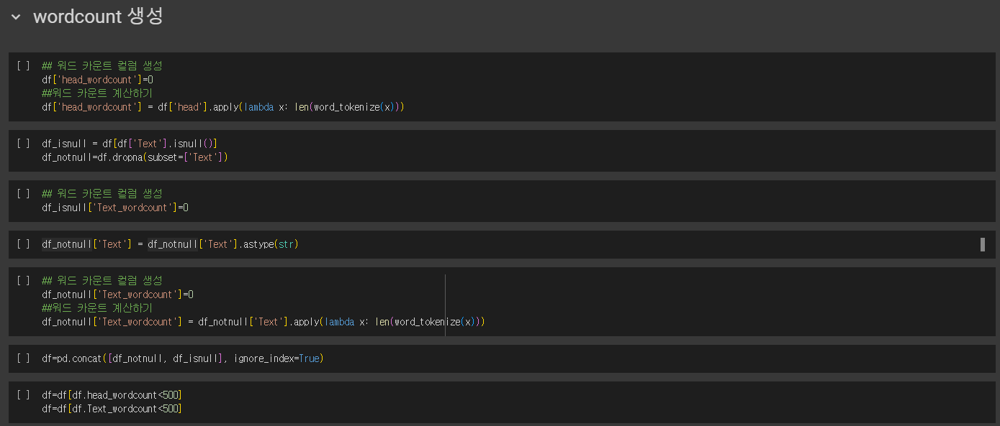 wordcount 생성
[ ] ## 워드 카운트 컬럼 생성
df['head_wordcount']=0
##워드 카운트 계산하기
df['head_wordcount'] = df['head'].apply(lambda x: len(word_tokenize(x)))
[ ] df_isnull = df[df['Text'].isnull()]
df_notnull=df.dropna(subset=['Text'])
[ ] ## 워드 카운트 컬럼 생성
df_isnull['Text_wordcount']=0
[ ] df_notnull['Text'] = df_notnull['Text'].astype(str)
[ ] ## 워드 카운트 컬럼 생성
df_notnull['Text_wordcount']=0
##워드 카운트 계산하기
df_notnull['Text_wordcount'] = df_notnull['Text'].apply(lambda x: len(word_tokenize(x)))
[ ] df=pd.concat([df_notnull, df_isnull], ignore_index=True)
[ ] df=df[df.head_wordcount<500]
df=df[df.Text_wordcount<500]